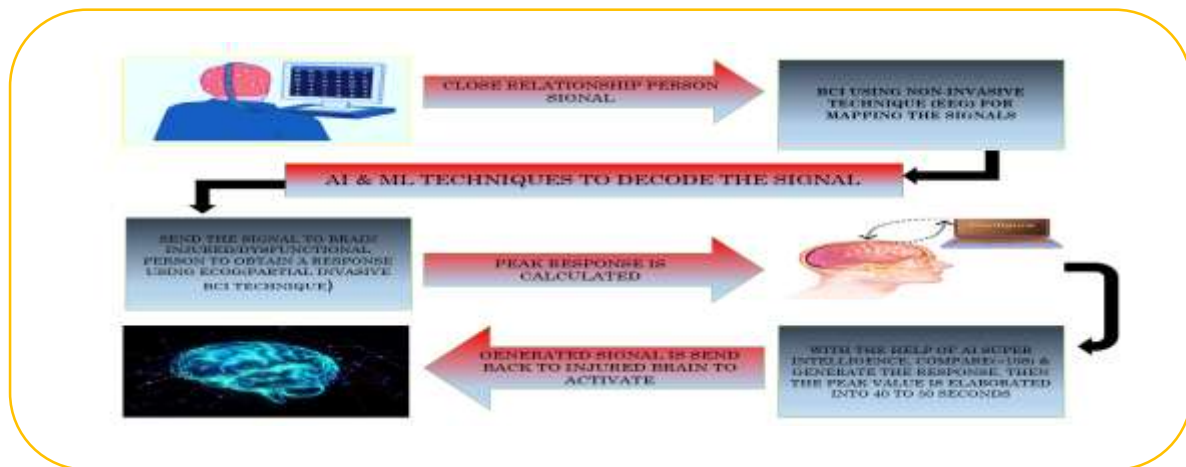 CLOSE RELATIONSHIP PERSON
SIGNAL
BCI USING NON-INVASIVE
TECHNIQUE (EEG) FOR
MAPPING THE SIGNALS
AI & ML TECHNIQUES TO DECODE THE SIGNAL
SEND THE SIGNAL TO BRAIN
INJURED/DYSFUNCTIONAL
PERSON TO OBTAIN A RESPONSE
USING ECOG(PARTIAL INVASIVE
BCI TECHNIQUE)
PEAK RESPONSE IS
CALCULATED
GENERATED SIGNAL IS SEND
BACK TO INJURED BRAIN TO
ACTIVATE
WITH THE HELP OF AI SUPER
INTELLIGENCE, COMPARE
GENERATE THE RESPONSE, THEN
THE PEAK VALUE IS ELABORATED
INTO 40 TO 50 SECONDS